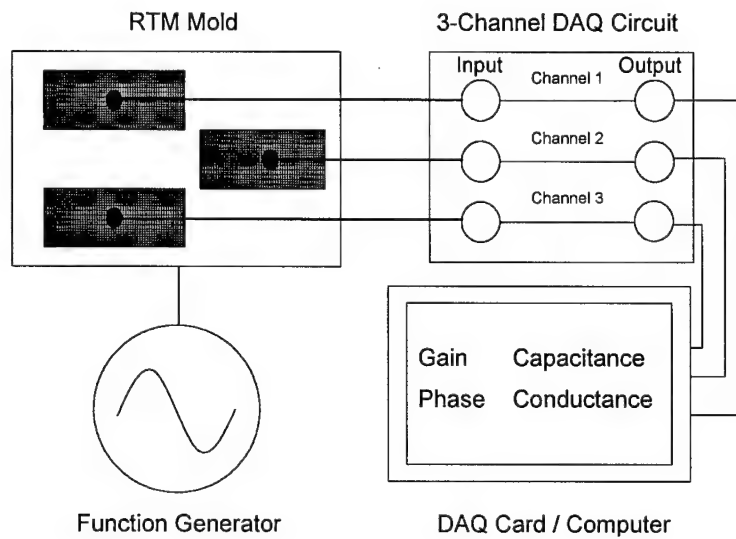 RTM Mold
3-Channel DAQ Circuit
Input
Output
Channel 1
Channel 2
Channel 3
Gain Capacitance
Phase Conductance
Function Generator
DAQ Card / Computer